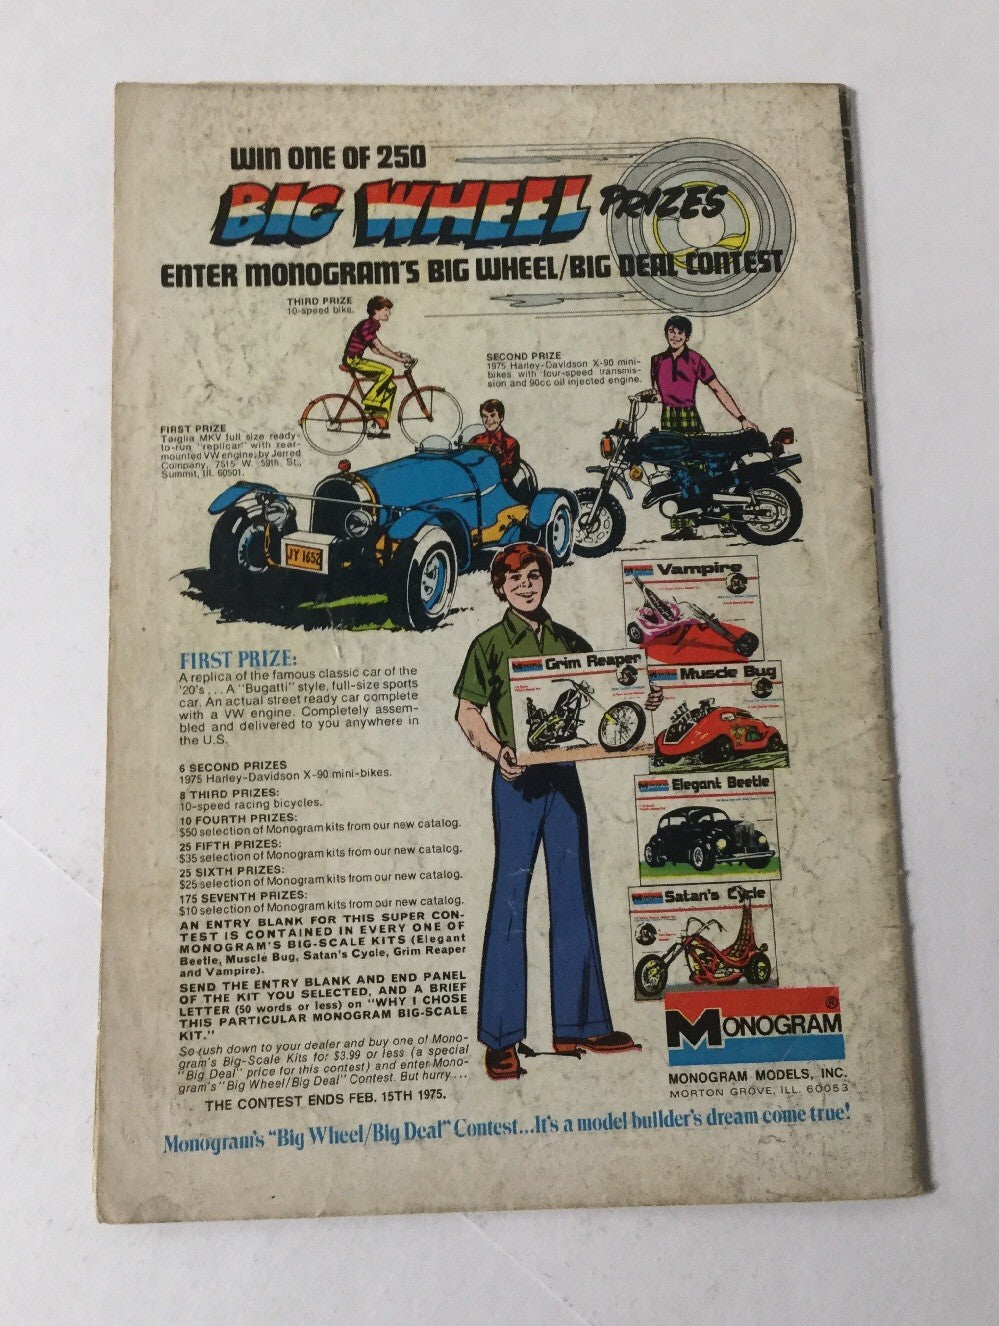 WIN ONE OF 250
BIG WHEEL PRIZES
ENTER MONOGRAM'S BIG WHEEL/BIG DEAL CONTEST
THIRD PRIZE
10-speed bike.
SECOND PRIZE
1975 Harley-Davidson X-90 mini-
bikes with four-speed transmis-
sion and 90cc oil injected engine.
FIRST PRIZE
Taiglia MKV full size ready-
to-run "replicar" with rear-
mounted VW engine, by Jerred
Company, 7515 W. 59th St.,
Summit, Ill. 60501.
JY 1652
Vampire
Grim Reaper
Muscle Bug
Elegant Beetle
Satan's Cycle
FIRST PRIZE:
A replica of the famous classic car of the
'20's... A "Bugatti" style, full-size sports
car. An actual street ready car complete
with a VW engine. Completely assem-
bled and delivered to you anywhere in
the U.S.
6 SECOND PRIZES
1975 Harley-Davidson X-90 mini-bikes.
8 THIRD PRIZES:
10-speed racing bicycles.
10 FOURTH PRIZES:
$50 selection of Monogram kits from our new catalog.
25 FIFTH PRIZES:
$35 selection of Monogram kits from our new catalog.
25 SIXTH PRIZES:
$25 selection of Monogram kits from our new catalog.
175 SEVENTH PRIZES:
$10 selection of Monogram kits from our new catalog.
AN ENTRY BLANK FOR THIS SUPER CON-
TEST IS CONTAINED IN EVERY ONE OF
MONOGRAM'S BIG-SCALE KITS (Elegant
Beetle, Muscle Bug, Satan's Cycle, Grim Reaper
and Vampire).
SEND THE ENTRY BLANK AND END PANEL
OF THE KIT YOU SELECTED, AND A BRIEF
LETTER (50 words or less) on "WHY I CHOSE
THIS PARTICULAR MONOGRAM BIG-SCALE
KIT."
So rush down to your dealer and buy one of Mono-
gram's Big-Scale Kits for $3.99 or less (a special
"Big Deal" price for this contest) and enter Mono-
gram's "Big Wheel/Big Deal" Contest. But hurry...
THE CONTEST ENDS FEB. 15TH 1975.
MONOGRAM®
MONOGRAM MODELS, INC.
MORTON GROVE, ILL. 60053
Monogram's "Big Wheel/Big Deal" Contest...It's a model-builder's dream come true!